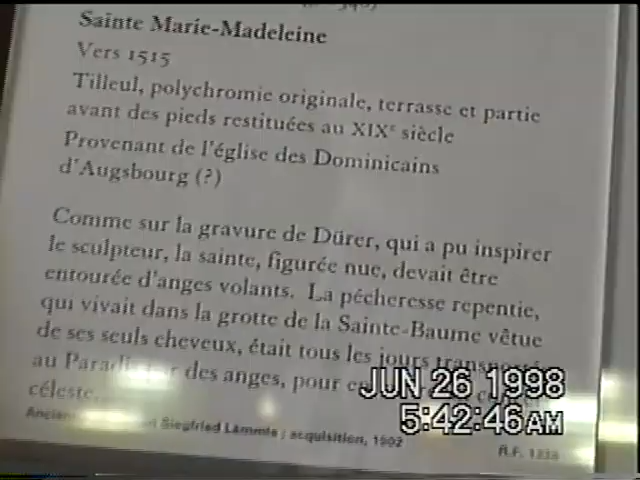 Sainte Marie-Madeleine
Vers 1515
Tilleul, polychromie originale, terrasse et partie
avant des pieds restituées au XIXe siècle
Provenant de l'église des Dominicains
d'Augsbourg (?)
Comme sur la gravure de Dürer, qui a pu inspirer
le sculpteur, la sainte, figurée nue, devait être
entourée d'anges volants. La pécheresse repentie,
qui vivait dans la grotte de la Sainte-Baume vêtue
de ses seuls cheveux, était tous les jours
au des anges, pour
céleste...
Siegfried Lämmle ; acquisition, 1902
R.F. 1338
JUN 26 1998
5:42:46AM